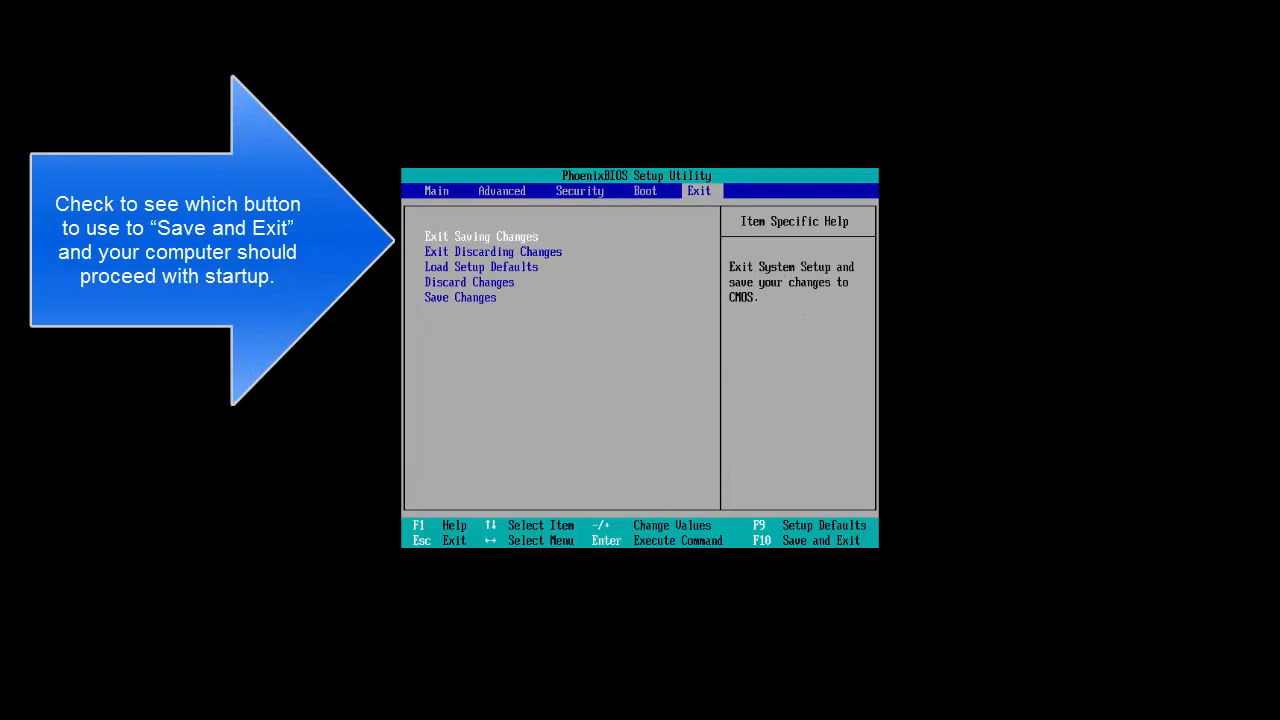 Check to see which button
to use to “Save and Exit”
and your computer should
proceed with startup.
PhoenixBIOS Setup Utility
Main Advanced Security Boot Exit
Exit Saving Changes
Exit Discarding Changes
Load Setup Defaults
Discard Changes
Save Changes
Item Specific Help
Exit System Setup and
save your changes to
CMOS.
F1 Help ↑↓ Select Item -/+ Change Values F9 Setup Defaults
Esc Exit ↔ Select Menu Enter Execute Command F10 Save and Exit